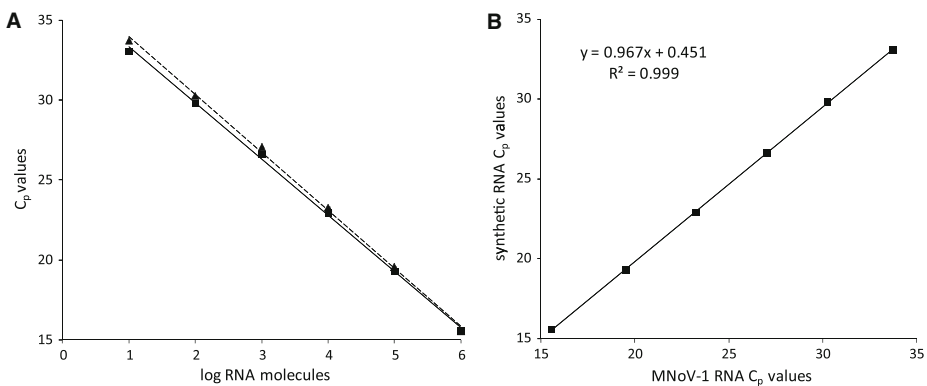 A
35
30
25
20
15
Cp values
0 1 2 3 4 5 6
log RNA molecules
B
35
30
25
20
15
synthetic RNA Cp values
y = 0.967x + 0.451
R² = 0.999
15 20 25 30 35
MNoV-1 RNA Cp values